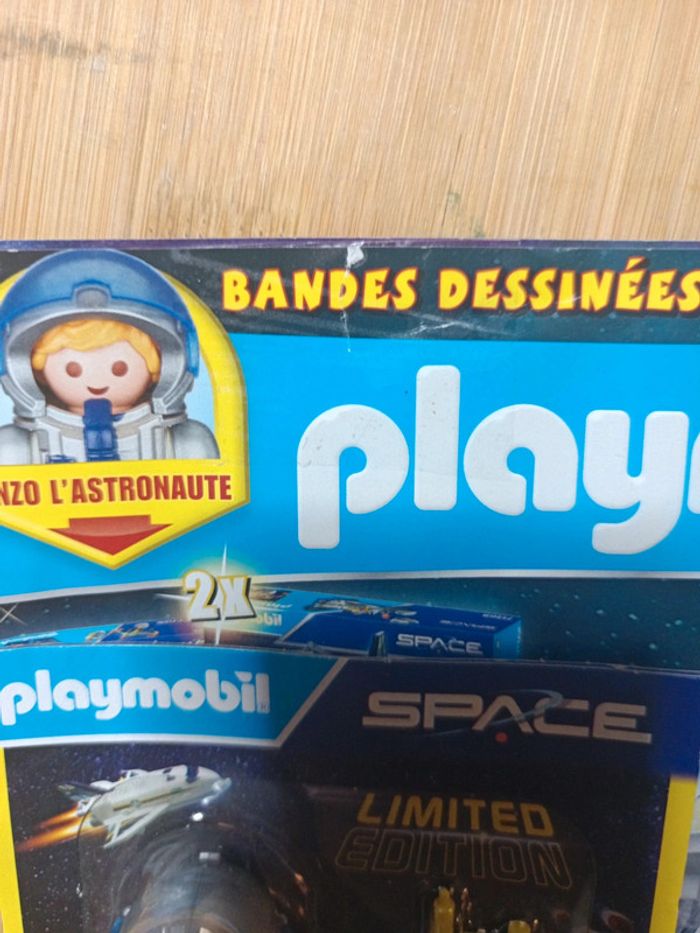 BANDES DESSINÉES
play
NZO L'ASTRONAUTE
2X
SPACE
playmobil
SPACE
LIMITED
EDITION